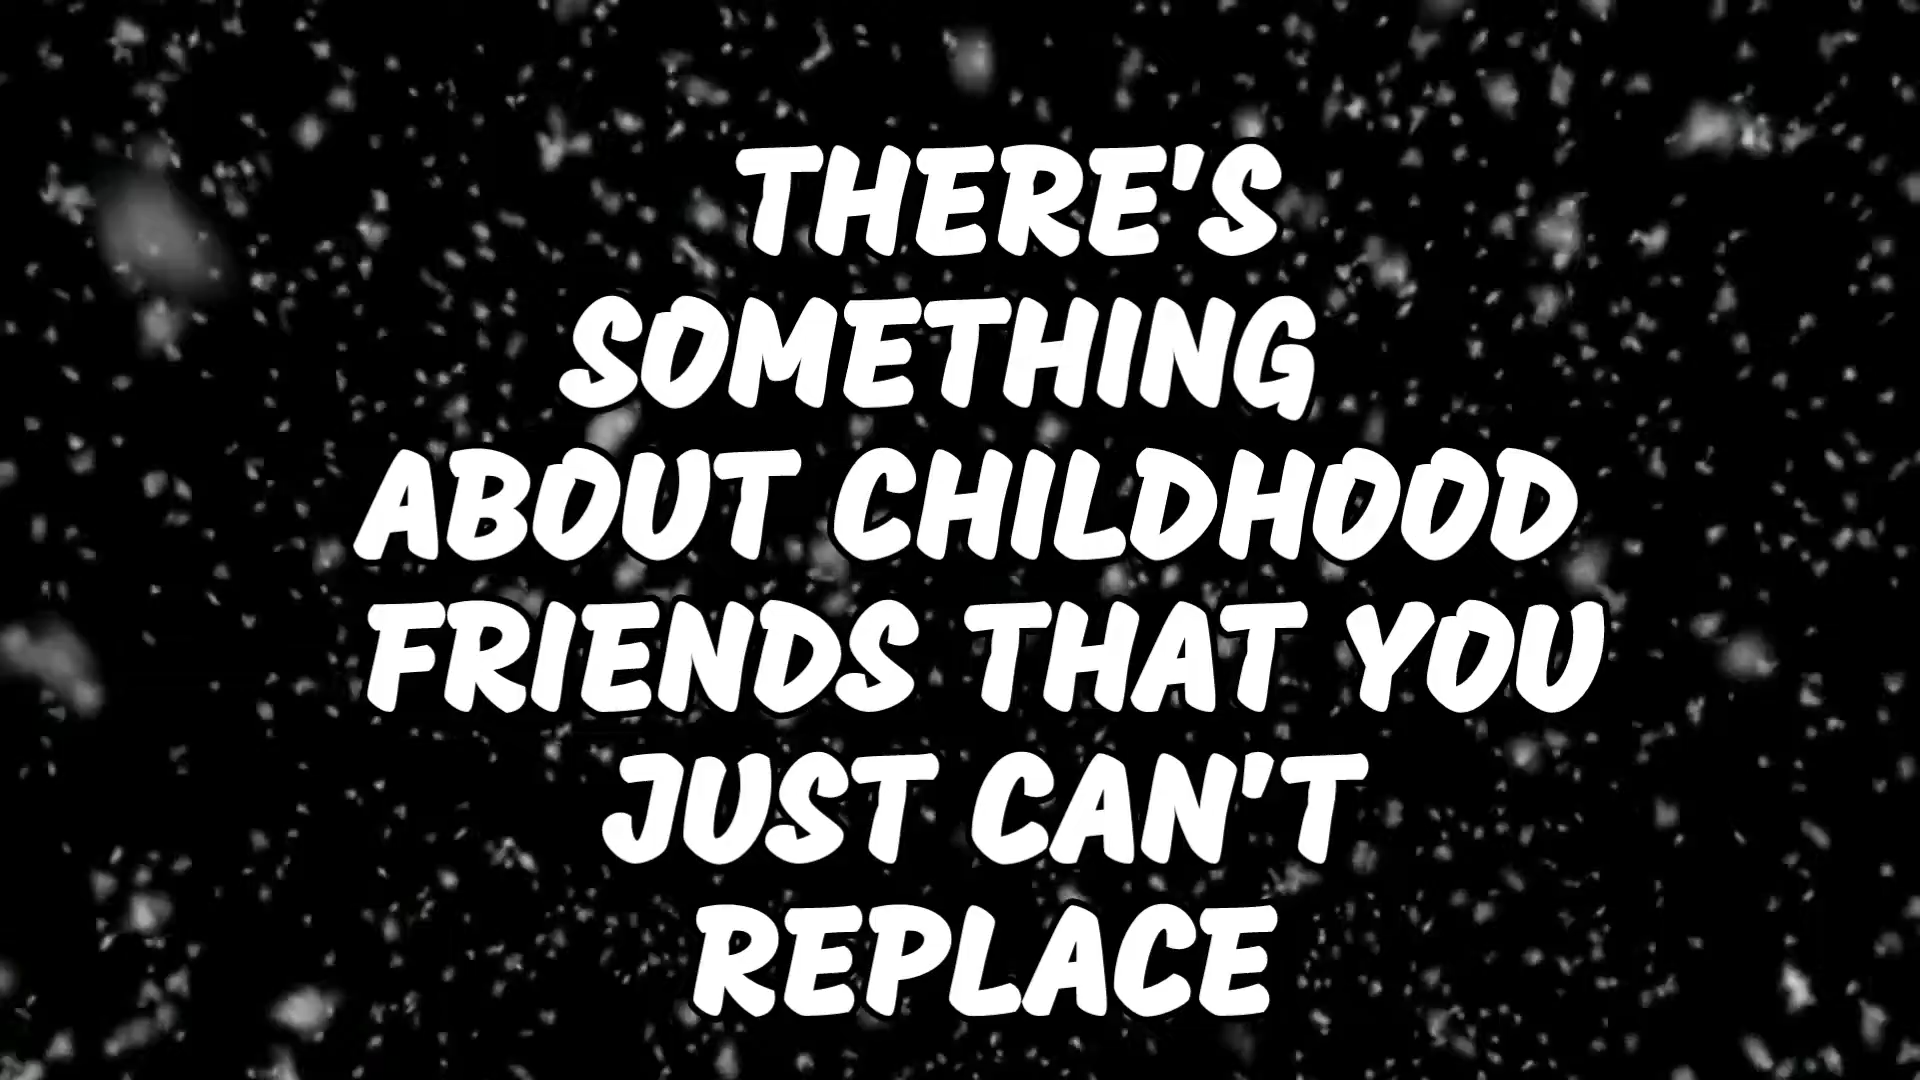 THERE'S
SOMETHING
ABOUT CHILDHOOD
FRIENDS THAT YOU
JUST CAN'T
REPLACE